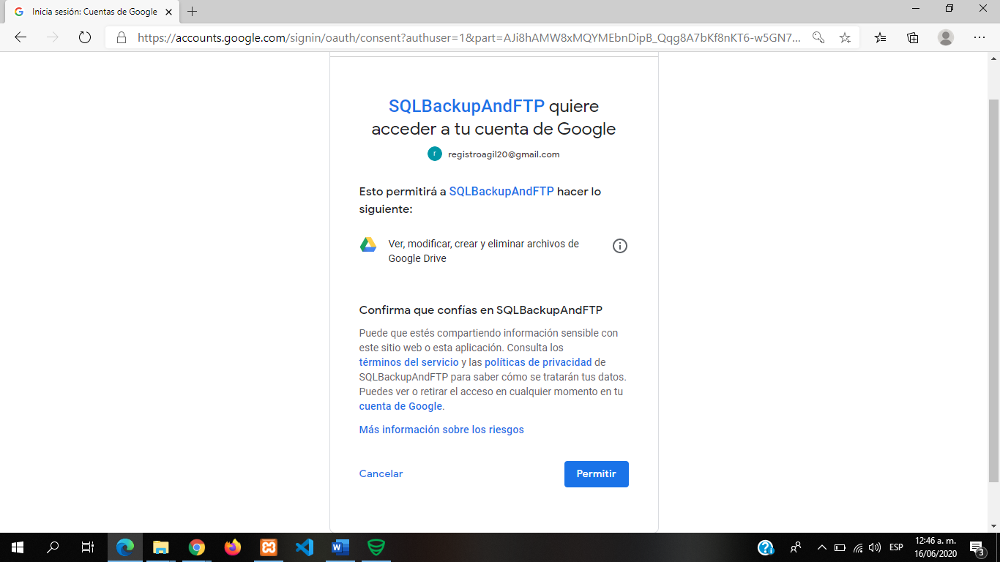 Inicia sesión: Cuentas de Google
https://accounts.google.com/signin/oauth/consent?authuser=1&part=AJi8hAMW8xMQYMEbnDipB_Qqg8A7bKf8nKT6-w5GN7...
SQLBackupAndFTP quiere
acceder a tu cuenta de Google
r registroagil20@gmail.com
Esto permitirá a SQLBackupAndFTP hacer lo
siguiente:
Ver, modificar, crear y eliminar archivos de
Google Drive
Confirma que confías en SQLBackupAndFTP
Puede que estés compartiendo información sensible con
este sitio web o esta aplicación. Consulta los
términos del servicio y las políticas de privacidad de
SQLBackupAndFTP para saber cómo se tratarán tus datos.
Puedes ver o retirar el acceso en cualquier momento en tu
cuenta de Google.
Más información sobre los riesgos
Cancelar
Permitir
ESP
12:46 a. m.
16/06/2020
3